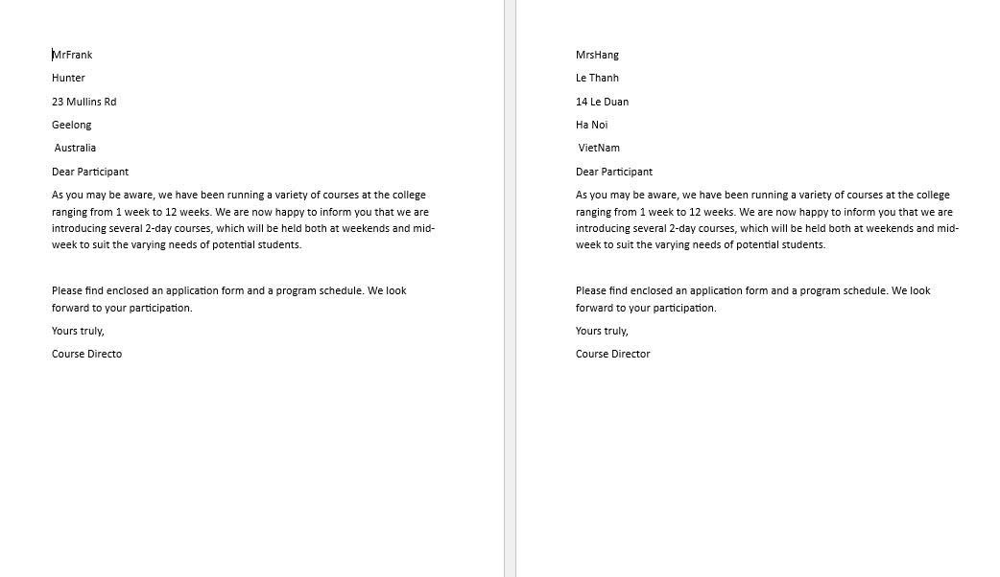 MrFrank
Hunter
23 Mullins Rd
Geelong
Australia
Dear Participant
As you may be aware, we have been running a variety of courses at the college
ranging from 1 week to 12 weeks. We are now happy to inform you that we are
introducing several 2-day courses, which will be held both at weekends and mid-
week to suit the varying needs of potential students.
Please find enclosed an application form and a program schedule. We look
forward to your participation.
Yours truly,
Course Directo
MrsHang
Le Thanh
14 Le Duan
Ha Noi
VietNam
Dear Participant
As you may be aware, we have been running a variety of courses at the college
ranging from 1 week to 12 weeks. We are now happy to inform you that we are
introducing several 2-day courses, which will be held both at weekends and mid-
week to suit the varying needs of potential students.
Please find enclosed an application form and a program schedule. We look
forward to your participation.
Yours truly,
Course Director